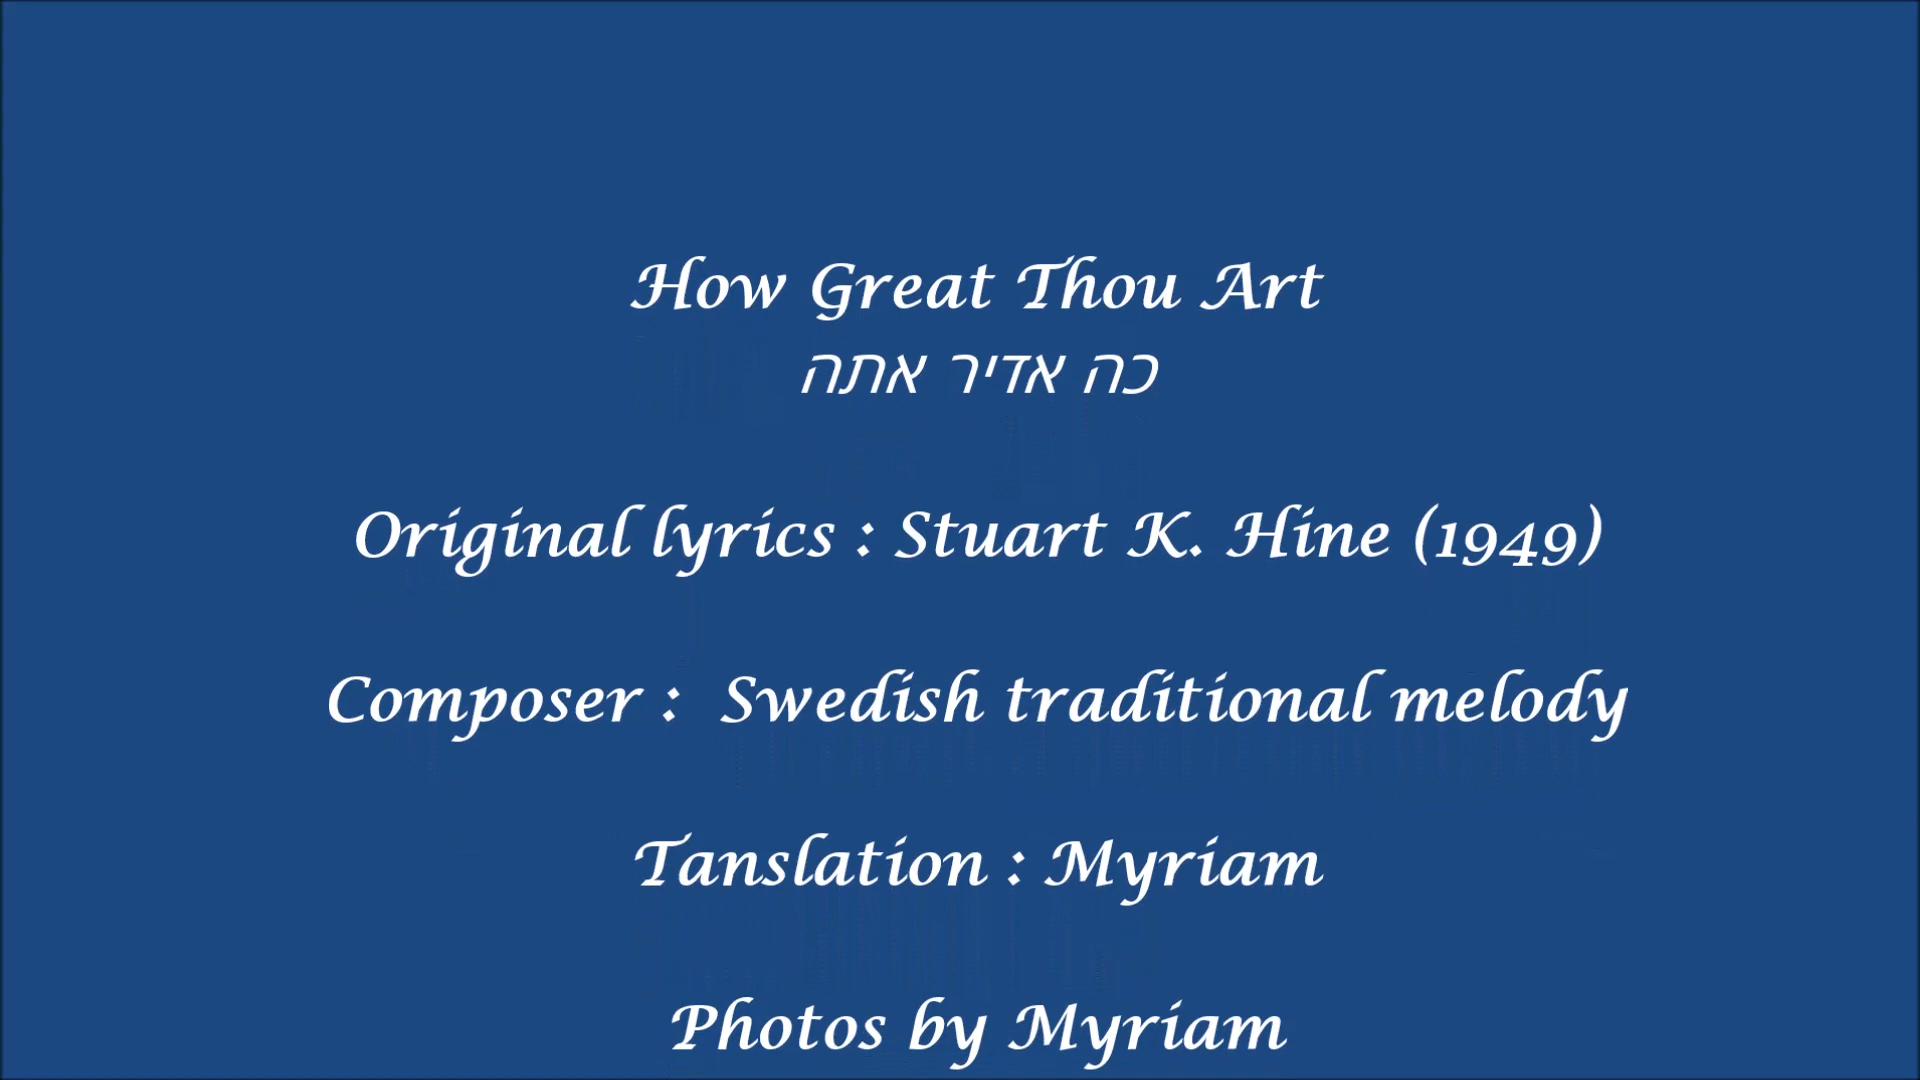 How Great Thou Art
כה אדיר אתה
Original lyrics : Stuart K. Hine (1949)
Composer : Swedish traditional melody
Tanslation : Myriam
Photos by Myriam